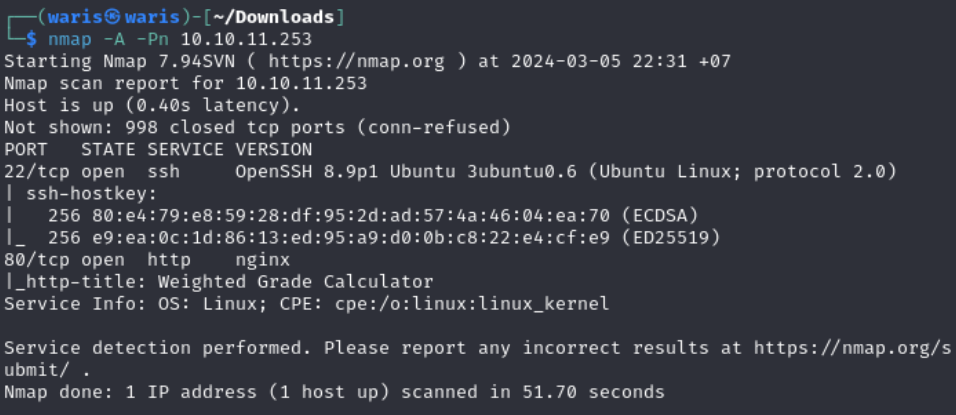 ┌──(waris㉿waris)-[~/Downloads]
└─$ nmap -A -Pn 10.10.11.253
Starting Nmap 7.94SVN ( https://nmap.org ) at 2024-03-05 22:31 +07
Nmap scan report for 10.10.11.253
Host is up (0.40s latency).
Not shown: 998 closed tcp ports (conn-refused)
PORT   STATE SERVICE VERSION
22/tcp open  ssh     OpenSSH 8.9p1 Ubuntu 3ubuntu0.6 (Ubuntu Linux; protocol 2.0)
| ssh-hostkey:
|   256 80:e4:79:e8:59:28:df:95:2d:ad:57:4a:46:04:ea:70 (ECDSA)
|_  256 e9:ea:0c:1d:86:13:ed:95:a9:d0:0b:c8:22:e4:cf:e9 (ED25519)
80/tcp open  http    nginx
|_http-title: Weighted Grade Calculator
Service Info: OS: Linux; CPE: cpe:/o:linux:linux_kernel

Service detection performed. Please report any incorrect results at https://nmap.org/s
ubmit/ .
Nmap done: 1 IP address (1 host up) scanned in 51.70 seconds